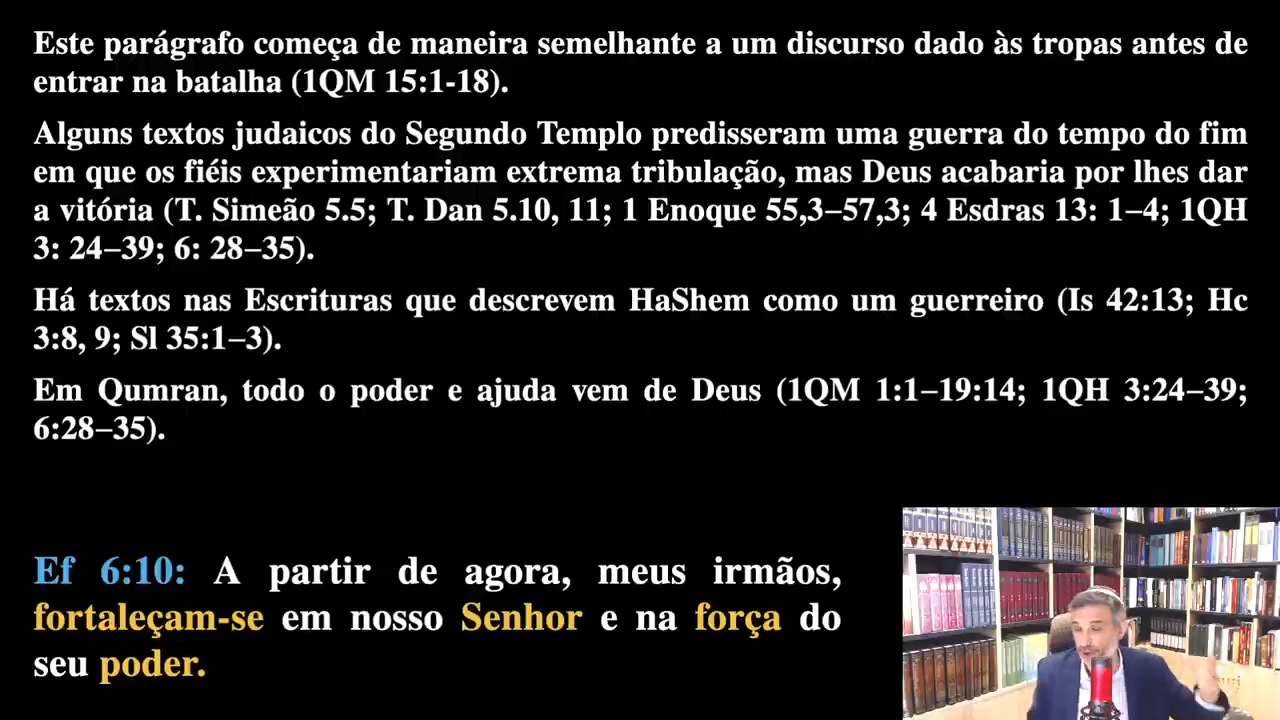 Este parágrafo começa de maneira semelhante a um discurso dado às tropas antes de
entrar na batalha (1QM 15:1-18).
Alguns textos judaicos do Segundo Templo predisseram uma guerra do tempo do fim
em que os fiéis experimentariam extrema tribulação, mas Deus acabaria por lhes dar
a vitória (T. Simeão 5.5; T. Dan 5.10, 11; 1 Enoque 55,3–57,3; 4 Esdras 13: 1–4; 1QH
3: 24–39; 6: 28–35).
Há textos nas Escrituras que descrevem HaShem como um guerreiro (Is 42:13; Hc
3:8, 9; Sl 35:1–3).
Em Qumran, todo o poder e ajuda vem de Deus (1QM 1:1–19:14; 1QH 3:24–39;
6:28–35).
Ef 6:10: A partir de agora, meus irmãos,
fortaleçam-se em nosso Senhor e na força do
seu poder.